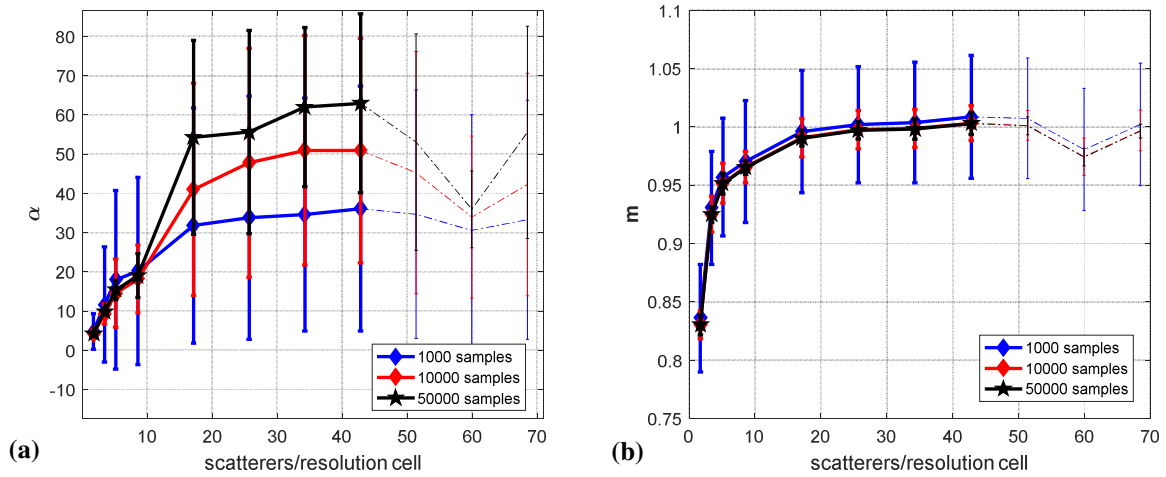 80
70
60
50
40
30
20
10
0
-10
α
10 20 30 40 50 60 70
scatterers/resolution cell
1000 samples
10000 samples
50000 samples
(a)
1.1
1.05
1
0.95
0.9
0.85
0.8
0.75
m
0 10 20 30 40 50 60 70
scatterers/resolution cell
1000 samples
10000 samples
50000 samples
(b)